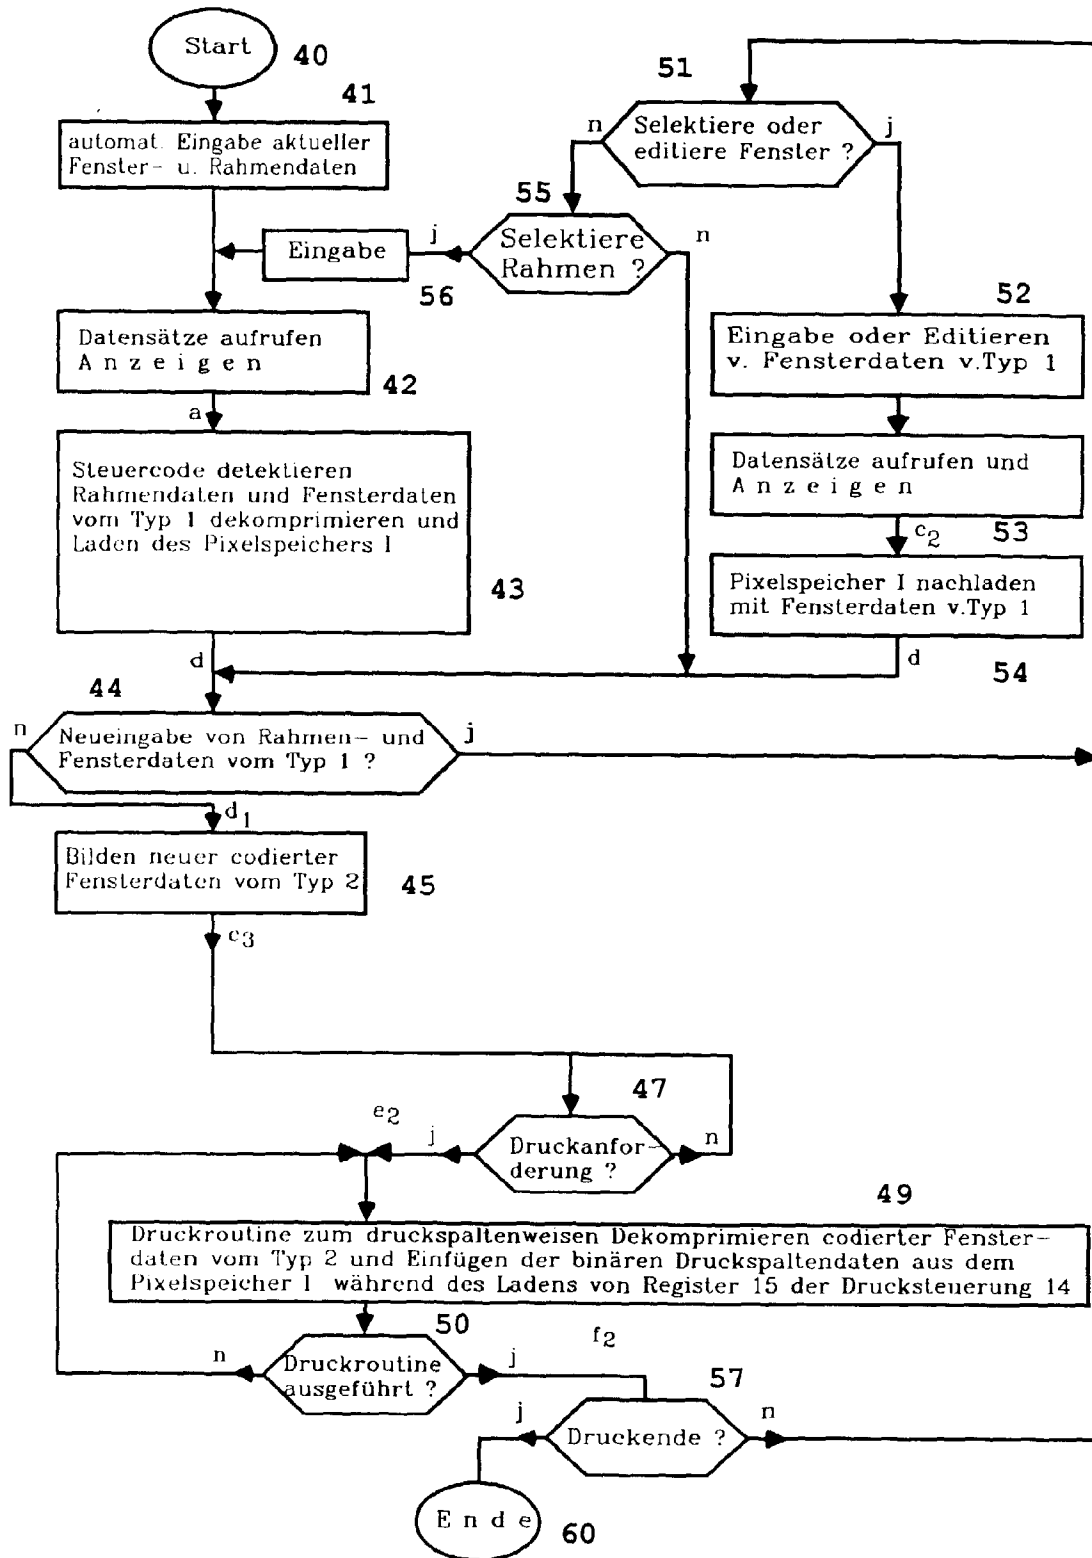 Start
40
41
automat. Eingabe aktueller
Fenster- u. Rahmendaten
51
n
Selektiere oder
editiere Fenster ?
j
55
Eingabe
j
Selektiere
Rahmen ?
n
56
52
Datensätze aufrufen
A n z e i g e n
42
Eingabe oder Editieren
v. Fensterdaten v.Typ 1
a
Steuercode detektieren
Rahmendaten und Fensterdaten
vom Typ 1 dekomprimieren und
Laden des Pixelspeichers I
43
Datensätze aufrufen und
A n z e i g e n
c2
53
Pixelspeicher I nachladen
mit Fensterdaten v.Typ 1
d
d
54
44
n
Neueingabe von Rahmen- und
Fensterdaten vom Typ 1 ?
j
d1
Bilden neuer codierter
Fensterdaten vom Typ 2
45
c3
47
e2
j
Druckanfor-
derung ?
n
49
Druckroutine zum druckspaltenweisen Dekomprimieren codierter Fenster-
daten vom Typ 2 und Einfügen der binären Druckspaltendaten aus dem
Pixelspeicher I während des Ladens von Register 15 der Drucksteuerung 14
50
f2
n
Druckroutine
ausgeführt ?
j
57
j
Druckende ?
n
E n d e
60